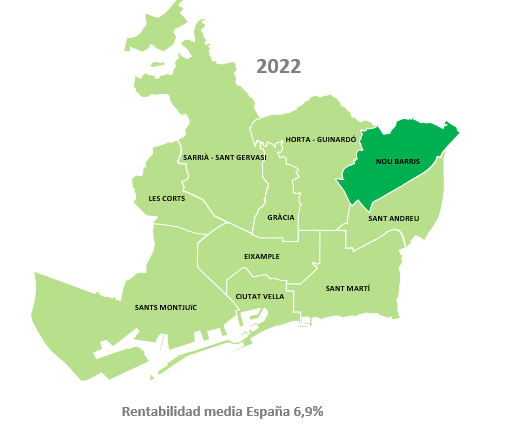 2022
HORTA - GUINARDÓ
SARRIÀ - SANT GERVASI
NOU BARRIS
LES CORTS
GRÀCIA
SANT ANDREU
EIXAMPLE
SANT MARTÍ
CIUTAT VELLA
SANTS MONTJUïC
Rentabilidad media España 6,9%